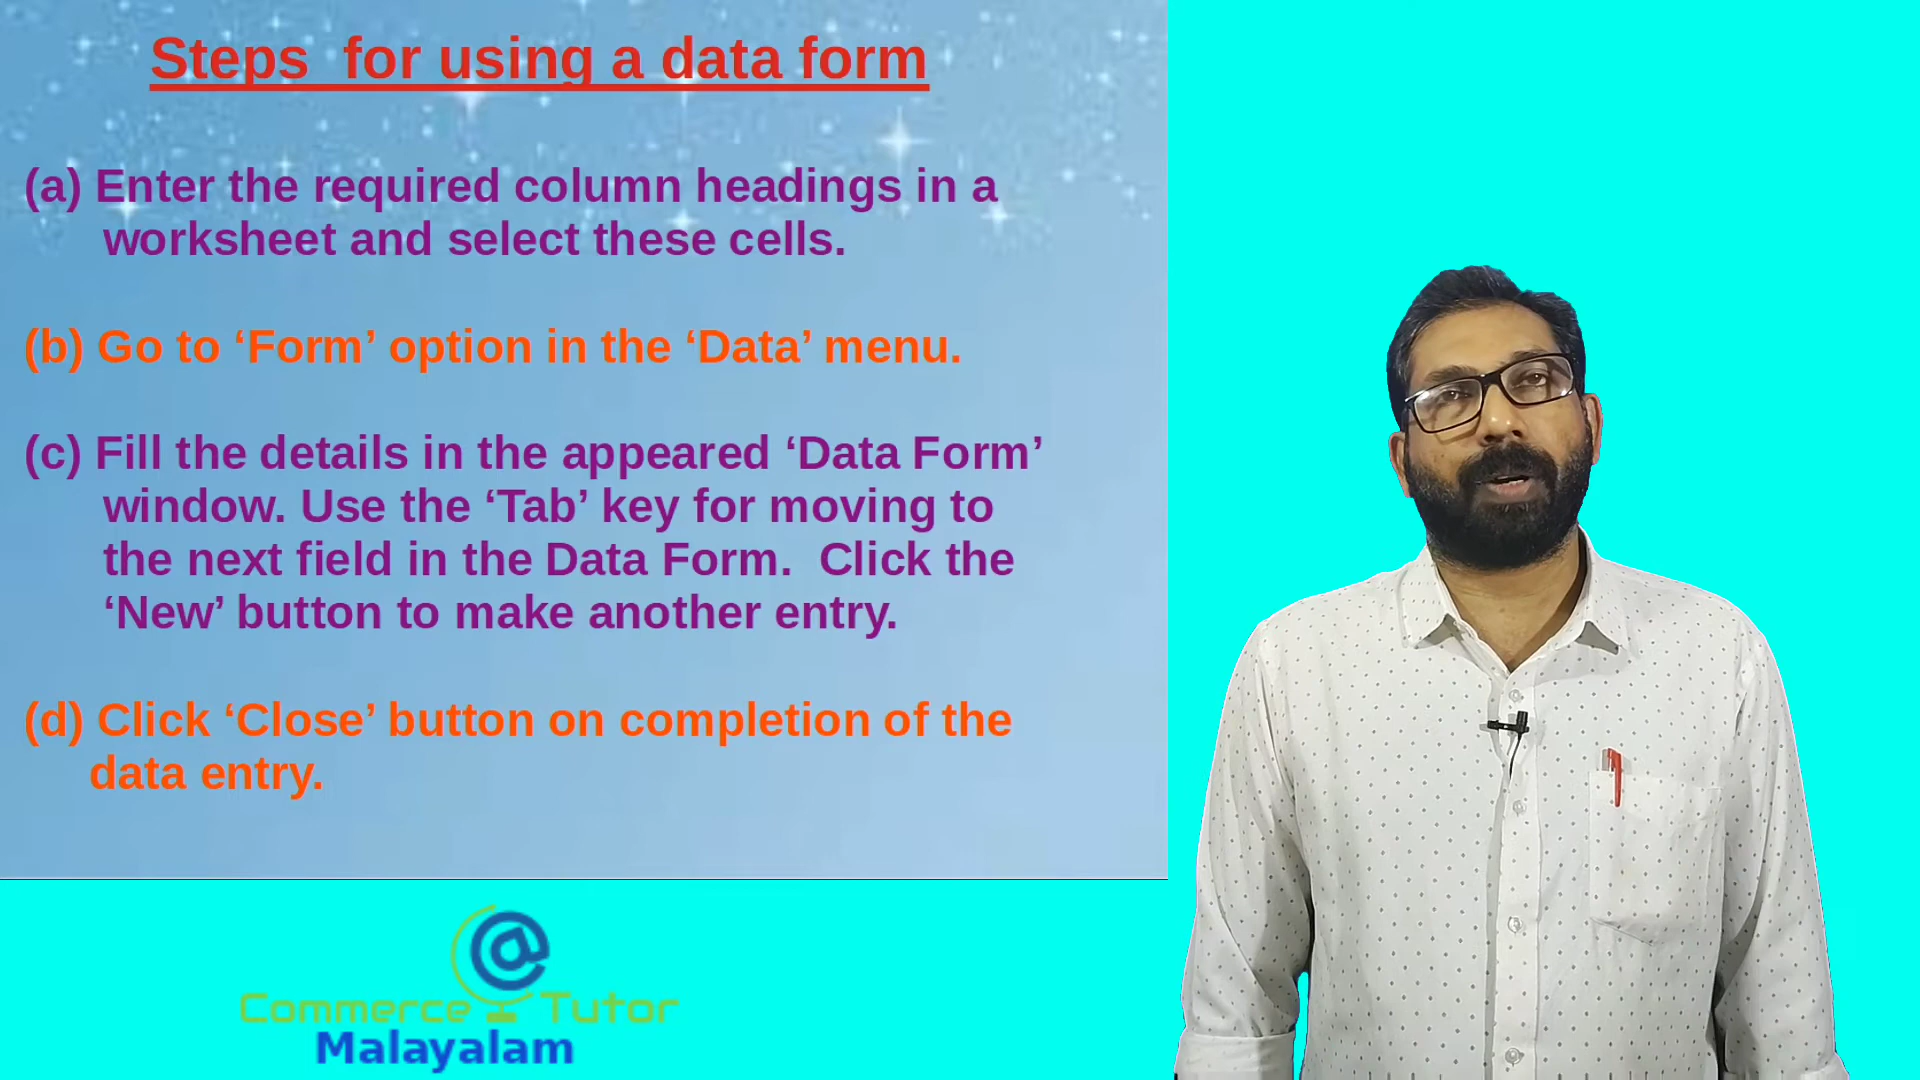 Steps for using a data form
(a) Enter the required column headings in a
worksheet and select these cells.
(b) Go to ‘Form’ option in the ‘Data’ menu.
(c) Fill the details in the appeared ‘Data Form’
window. Use the ‘Tab’ key for moving to
the next field in the Data Form. Click the
‘New’ button to make another entry.
(d) Click ‘Close’ button on completion of the
data entry.
@
Commerce Tutor
Malayalam